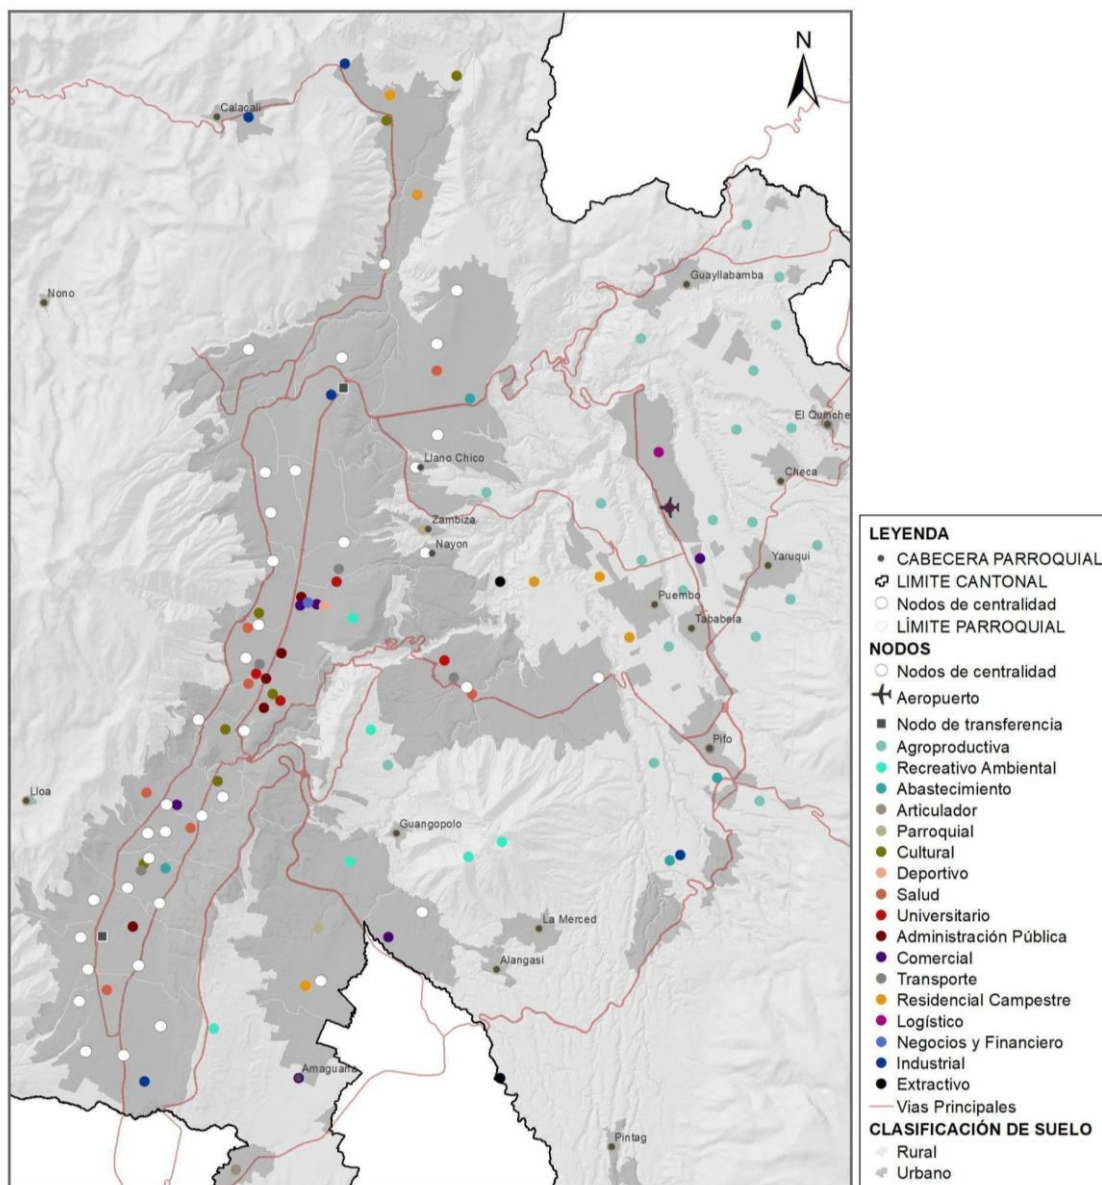 N
Calacali
Nono
Guayllabamba
El Quinche
Llano Chico
Checa
Zambiza
Nayon
Yaruqui
Puembo
Tababela
Pifo
Lloa
Guangopolo
La Merced
Alangasi
Amaguaña
Pintag
LEYENDA
CABECERA PARROQUIAL
LIMITE CANTONAL
Nodos de centralidad
LÍMITE PARROQUIAL
NODOS
Nodos de centralidad
Aeropuerto
Nodo de transferencia
Agroproductiva
Recreativo Ambiental
Abastecimiento
Articulador
Parroquial
Cultural
Deportivo
Salud
Universitario
Administración Pública
Comercial
Transporte
Residencial Campestre
Logístico
Negocios y Financiero
Industrial
Extractivo
Vias Principales
CLASIFICACIÓN DE SUELO
Rural
Urbano